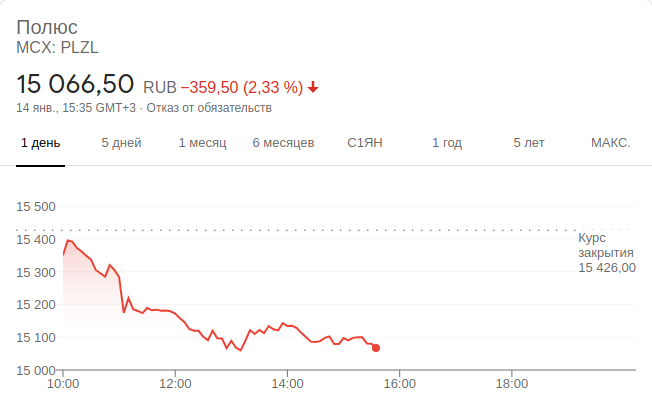 Полюс
MCX: PLZL
15 066,50 RUB −359,50 (2,33 %)
14 янв., 15:35 GMT+3 · Отказ от обязательств
1 день 5 дней 1 месяц 6 месяцев С1ЯН 1 год 5 лет МАКС.
15 500
15 400
15 300
15 200
15 100
15 000
Курс
закрытия
15 426,00
10:00 12:00 14:00 16:00 18:00